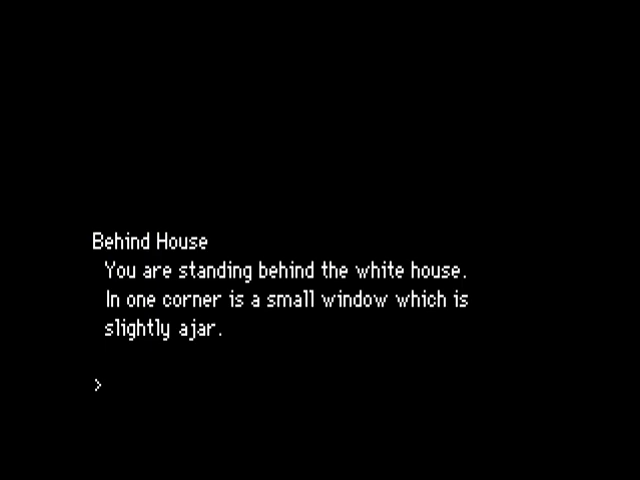 Behind House
You are standing behind the white house.
In one corner is a small window which is
slightly ajar.
>